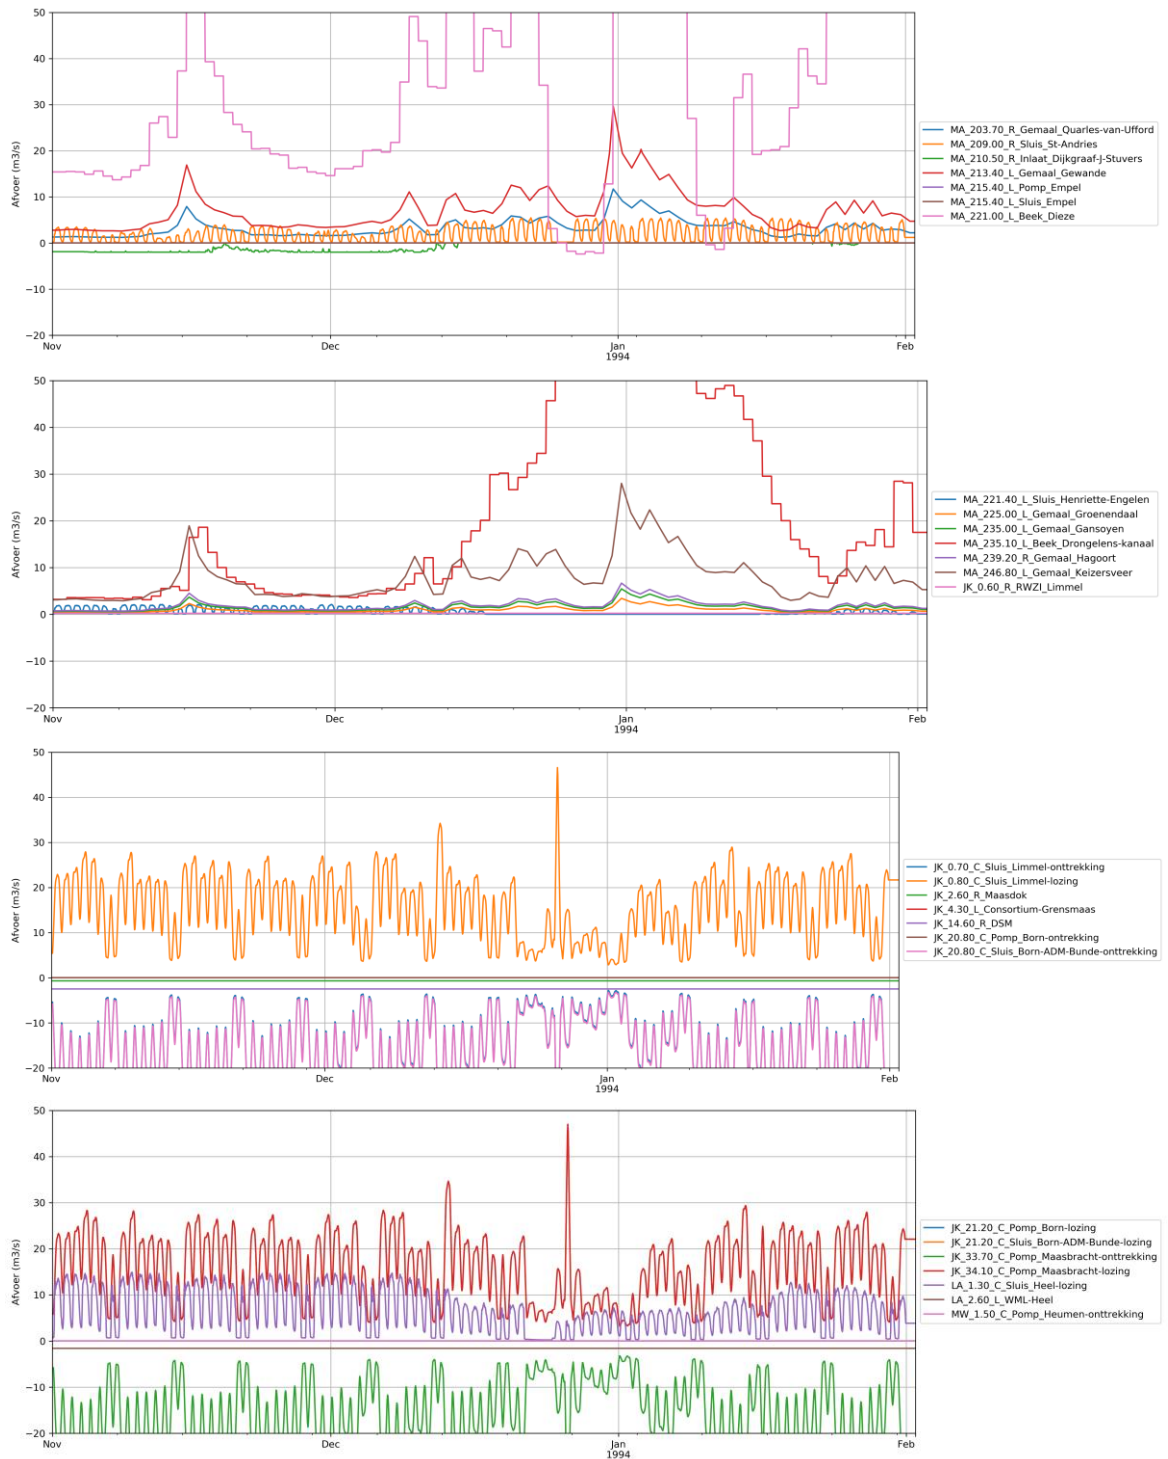 50
40
30
20
10
0
−10
−20
Afvoer (m3/s)
Nov
Dec
Jan
1994
Feb
MA_203.70_R_Gemaal_Quarles-van-Ufford
MA_209.00_R_Sluis_St-Andries
MA_210.50_R_Inlaat_Dijkgraaf-J-Stuvers
MA_213.40_L_Gemaal_Gewande
MA_215.40_L_Pomp_Empel
MA_215.40_L_Sluis_Empel
MA_221.00_L_Beek_Dieze
50
40
30
20
10
0
−10
−20
Afvoer (m3/s)
Nov
Dec
Jan
1994
Feb
MA_221.40_L_Sluis_Henriette-Engelen
MA_225.00_L_Gemaal_Groenendaal
MA_235.00_L_Gemaal_Gansoyen
MA_235.10_L_Beek_Drongelens-kanaal
MA_239.20_R_Gemaal_Hagoort
MA_246.80_L_Gemaal_Keizersveer
JK_0.60_R_RWZI_Limmel
50
40
30
20
10
0
−10
−20
Afvoer (m3/s)
Nov
Dec
Jan
1994
Feb
JK_0.70_C_Sluis_Limmel-onttrekking
JK_0.80_C_Sluis_Limmel-lozing
JK_2.60_R_Maasdok
JK_4.30_L_Consortium-Grensmaas
JK_14.60_R_DSM
JK_20.80_C_Pomp_Born-ontrekking
JK_20.80_C_Sluis_Born-ADM-Bunde-onttrekking
50
40
30
20
10
0
−10
−20
Afvoer (m3/s)
Nov
Dec
Jan
1994
Feb
JK_21.20_C_Pomp_Born-lozing
JK_21.20_C_Sluis_Born-ADM-Bunde-lozing
JK_33.70_C_Pomp_Maasbracht-onttrekking
JK_34.10_C_Pomp_Maasbracht-lozing
LA_1.30_C_Sluis_Heel-lozing
LA_2.60_L_WML-Heel
MW_1.50_C_Pomp_Heumen-onttrekking